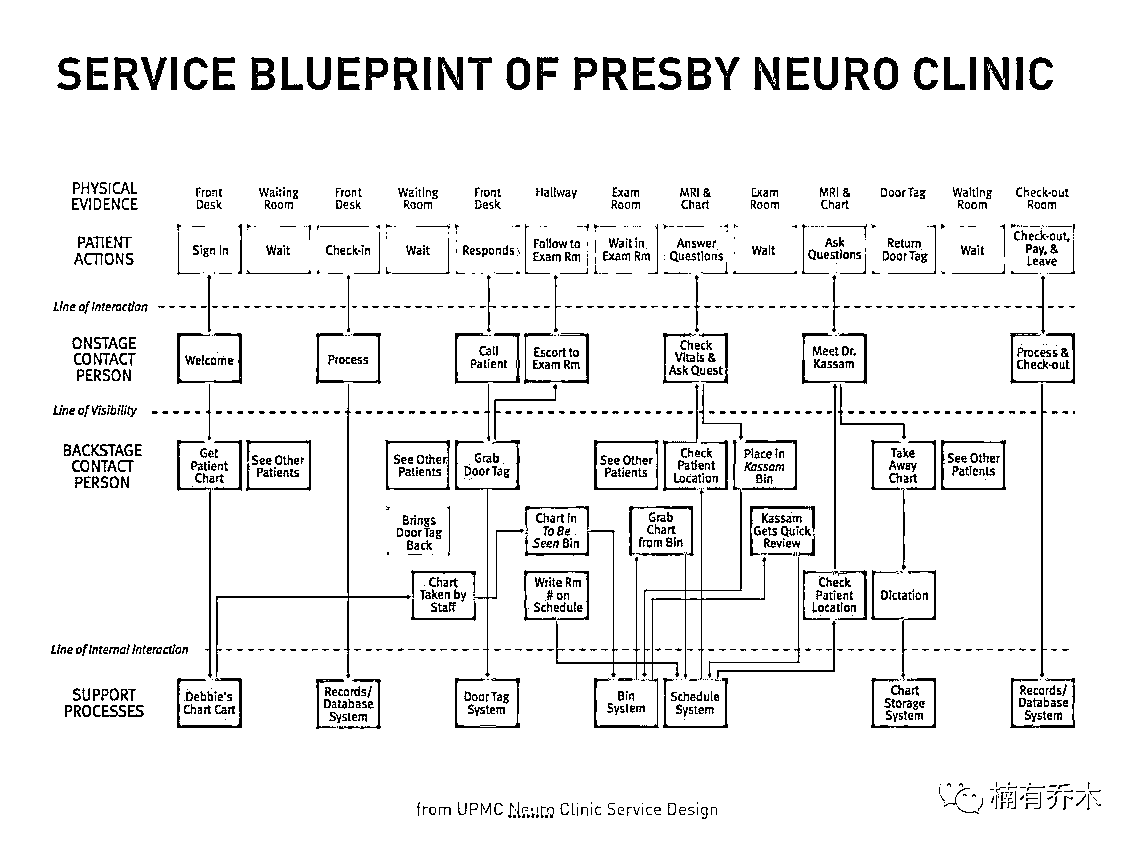 SERVICE BLUEPRINT OF PRESBY NEURO CLINIC
PHYSICAL
EVIDENCE
Front
Desk
Waiting
Room
Front
Desk
Waiting
Room
Front
Desk
Hallway
Exam
Room
MRI &
Chart
Exam
Room
MRI &
Chart
Door Tag
Waiting
Room
Check-out
Room
PATIENT
ACTIONS
Sign In
Wait
Check-in
Wait
Responds
Follow to
Exam Rm
Wait in
Exam Rm
Answer
Questions
Wait
Ask
Questions
Return
Door Tag
Wait
Check-out,
Pay, &
Leave
Line of Interaction
ONSTAGE
CONTACT
PERSON
Welcome
Process
Call
Patient
Escort to
Exam Rm
Check
Vitals &
Ask Quest
Meet Dr.
Kassam
Process &
Check-out
Line of Visibility
BACKSTAGE
CONTACT
PERSON
Get
Patient
Chart
See Other
Patients
See Other
Patients
Grab
Door Tag
See Other
Patients
Check
Patient
Location
Place in
Kassam
Bin
Take
Away
Chart
See Other
Patients
Brings
Door Tag
Back
Chart in
To Be
Seen Bin
Grab
Chart
from Bin
Kassam
Gets Quick
Review
Chart
Taken by
Staff
Write Rm
# on
Schedule
Check
Patient
Location
Dictation
Line of Internal Interaction
SUPPORT
PROCESSES
Debbie's
Chart Cart
Records/
Database
System
Door Tag
System
Bin
System
Schedule
System
Chart
Storage
System
Records/
Database
System
from UPMC Neuro Clinic Service Design
楠有乔木